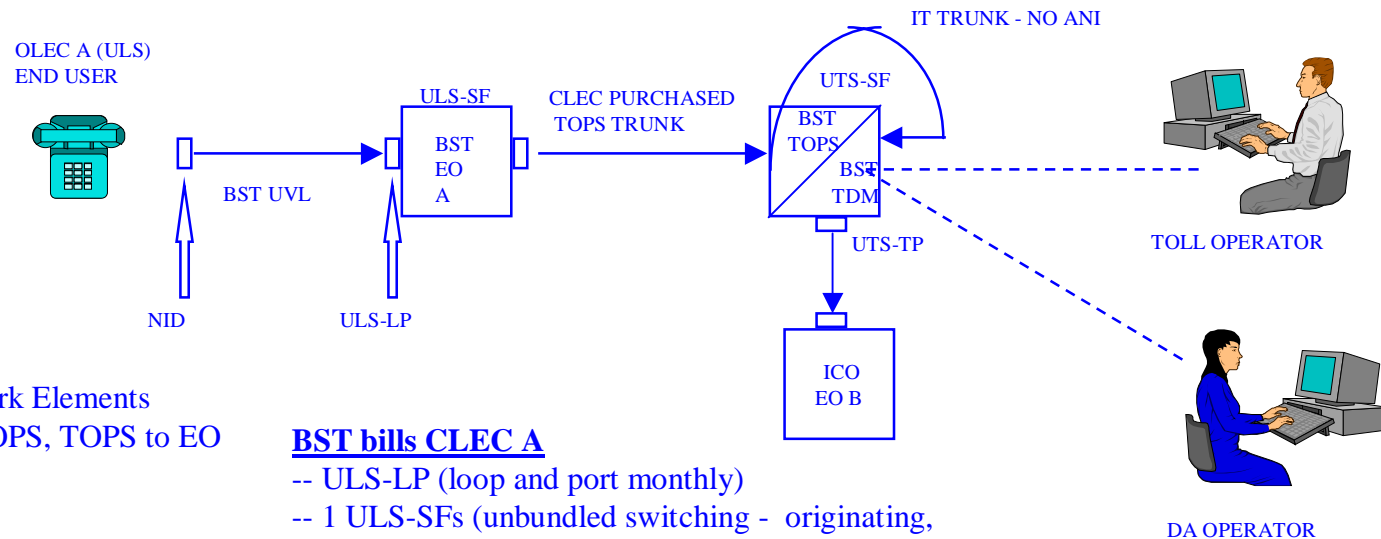 IT TRUNK - NO ANI
OLEC A (ULS)
END USER
ULS-SF
CLEC PURCHASED
TOPS TRUNK
UTS-SF
BST
TOPS
BST
TDM
BST
EO
A
BST UVL
UTS-TP
TOLL OPERATOR
NID
ULS-LP
ICO
EO B
rk Elements
OPS, TOPS to EO
BST bills CLEC A
-- ULS-LP (loop and port monthly)
-- 1 ULS-SFs (unbundled switching - originating,
DA OPERATOR